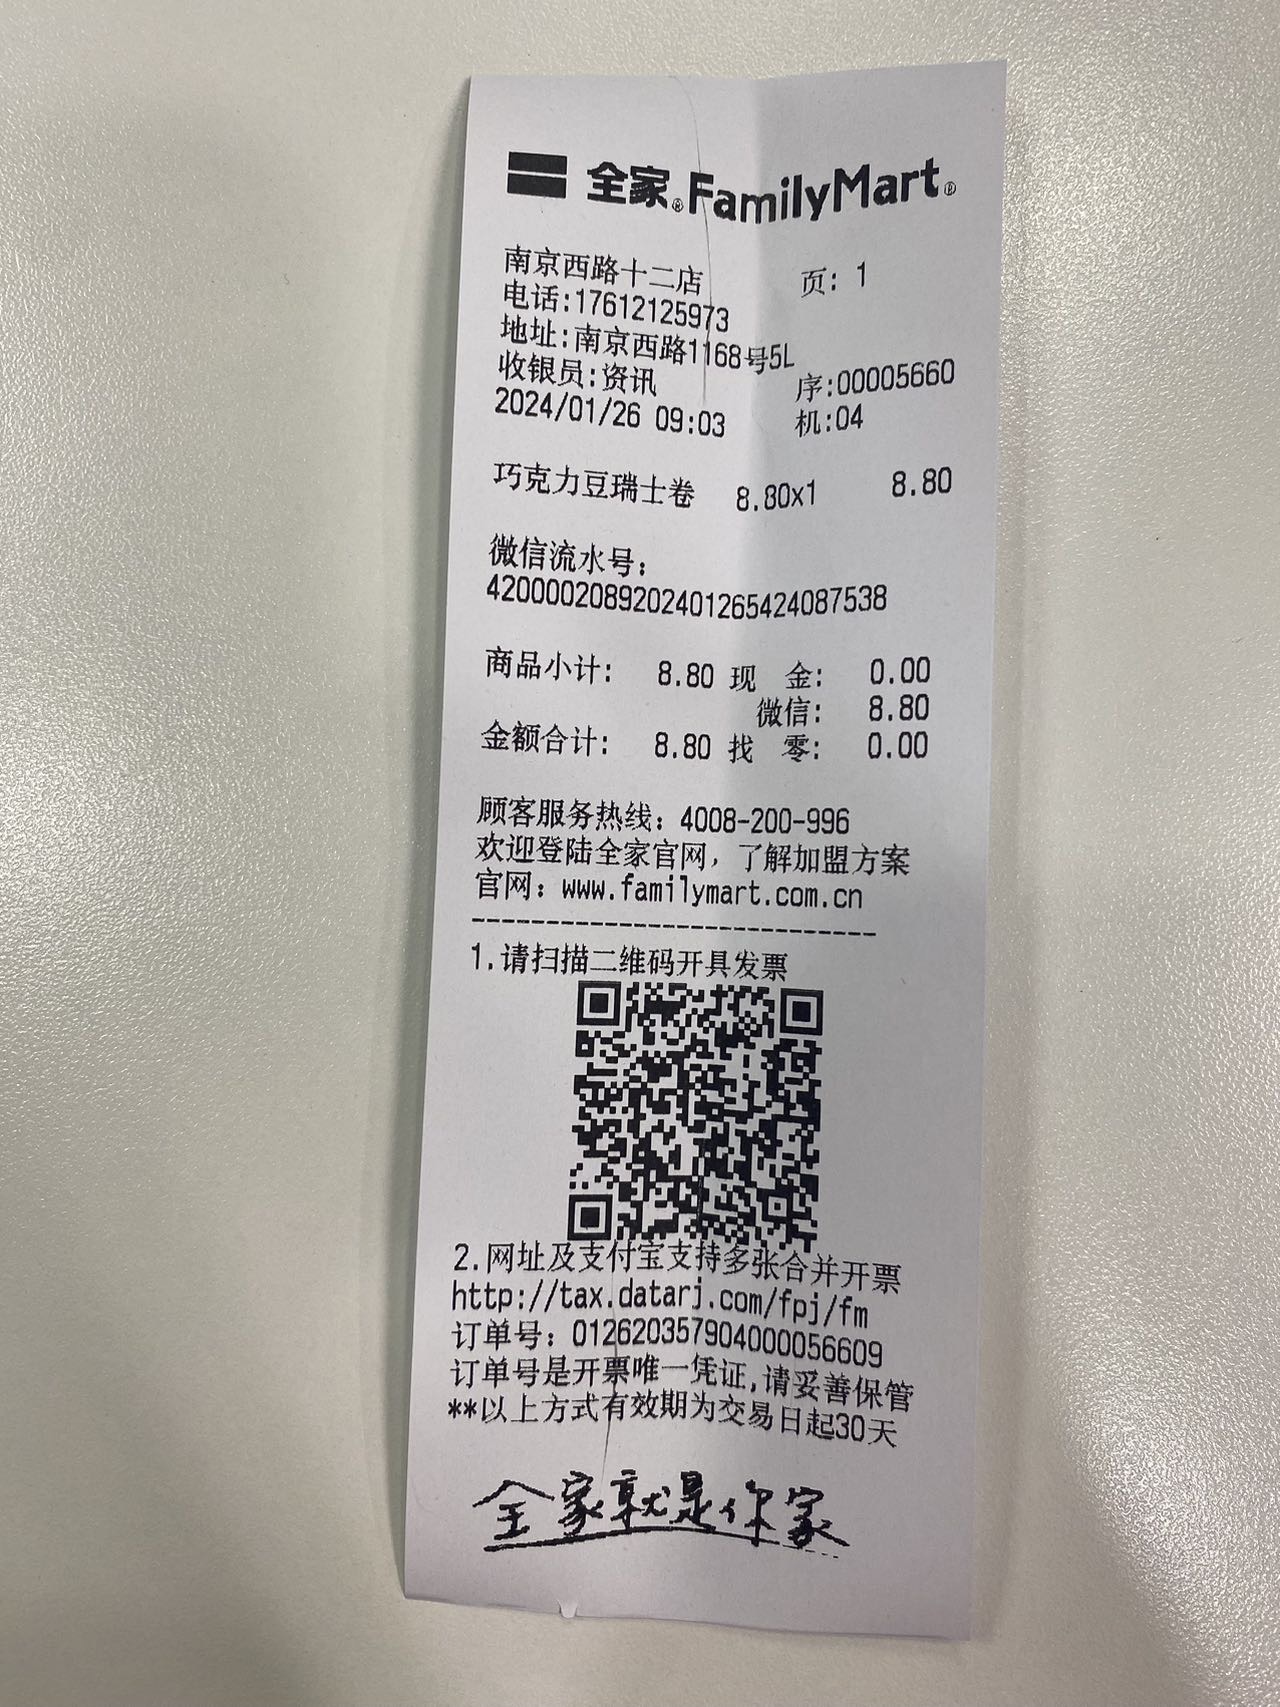 全家® FamilyMart®
南京西路十二店 页: 1
电话:17612125973
地址:南京西路1168号5L
收银员:资讯 序:00005660
2024/01/26 09:03 机:04
巧克力豆瑞士卷 8.80x1 8.80
微信流水号:
4200002089202401265424087538
商品小计: 8.80 现 金: 0.00
微信: 8.80
金额合计: 8.80 找 零: 0.00
顾客服务热线: 4008-200-996
欢迎登陆全家官网, 了解加盟方案
官网: www.familymart.com.cn
----------------------------
1.请扫描二维码开具发票
2.网址及支付宝支持多张合并开票
http://tax.datarj.com/fpj/fm
订单号: 012620357904000056609
订单号是开票唯一凭证,请妥善保管
**以上方式有效期为交易日起30天
全家就是你家